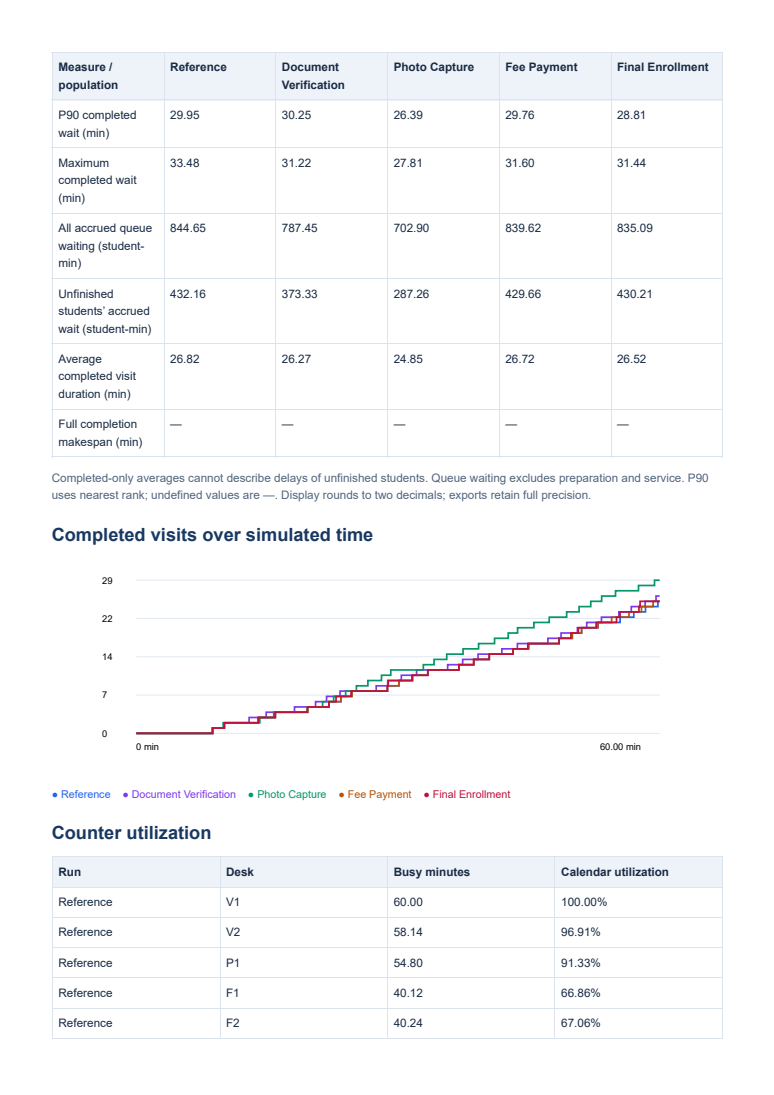 Measure / population	Reference	Document Verification	Photo Capture	Fee Payment	Final Enrollment
P90 completed wait (min)	29.95	30.25	26.39	29.76	28.81
Maximum completed wait (min)	33.48	31.22	27.81	31.60	31.44
All accrued queue waiting (student-min)	844.65	787.45	702.90	839.62	835.09
Unfinished students’ accrued wait (student-min)	432.16	373.33	287.26	429.66	430.21
Average completed visit duration (min)	26.82	26.27	24.85	26.72	26.52
Full completion makespan (min)	—	—	—	—	—
Completed-only averages cannot describe delays of unfinished students. Queue waiting excludes preparation and service. P90
uses nearest rank; undefined values are —. Display rounds to two decimals; exports retain full precision.
Completed visits over simulated time
29
22
14
7
0
0 min	60.00 min
● Reference ● Document Verification ● Photo Capture ● Fee Payment ● Final Enrollment
Counter utilization
Run	Desk	Busy minutes	Calendar utilization
Reference	V1	60.00	100.00%
Reference	V2	58.14	96.91%
Reference	P1	54.80	91.33%
Reference	F1	40.12	66.86%
Reference	F2	40.24	67.06%